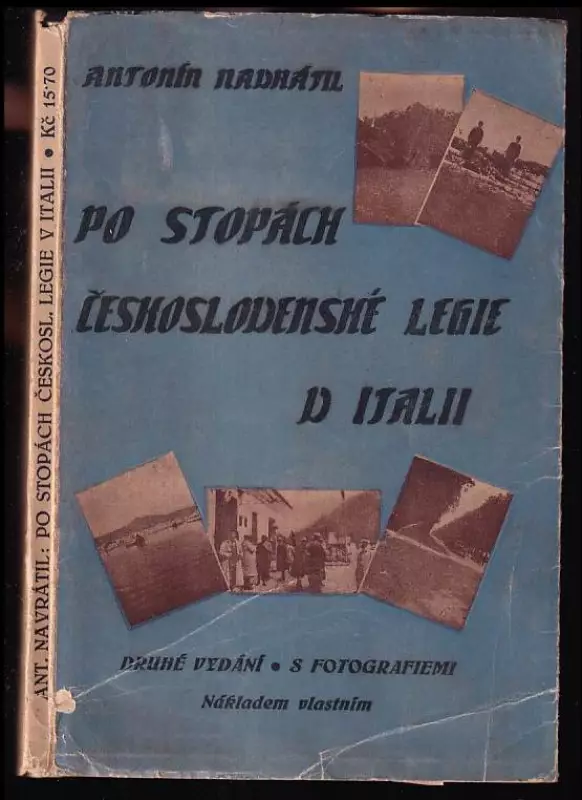 ANT. NAVRÁTIL: PO STOPÁCH ČESKOSL. LEGIE V ITALII • Kč 15·70
ANTONÍN NAVRÁTIL
PO STOPÁCH
ČESKOSLOVENSKÉ LEGIE
V ITALII
DRUHÉ VYDÁNÍ • S FOTOGRAFIEMI
Nákladem vlastním